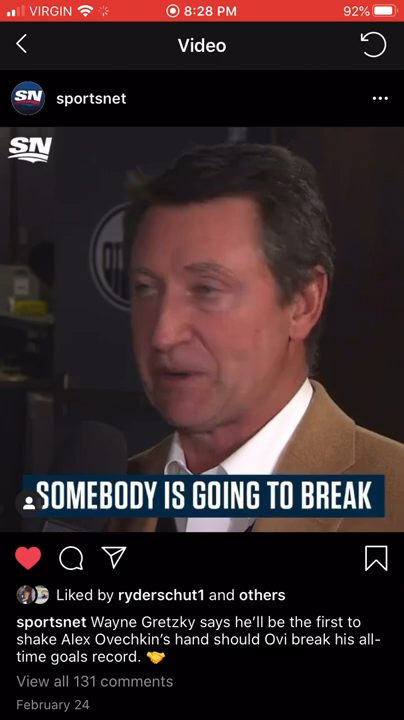 VIRGIN
8:28 PM
92%
Video
SN
sportsnet
SN
SOMEBODY IS GOING TO BREAK
Liked by ryderschut1 and others
sportsnet Wayne Gretzky says he'll be the first to
shake Alex Ovechkin's hand should Ovi break his all-
time goals record. 🤝
View all 131 comments
February 24